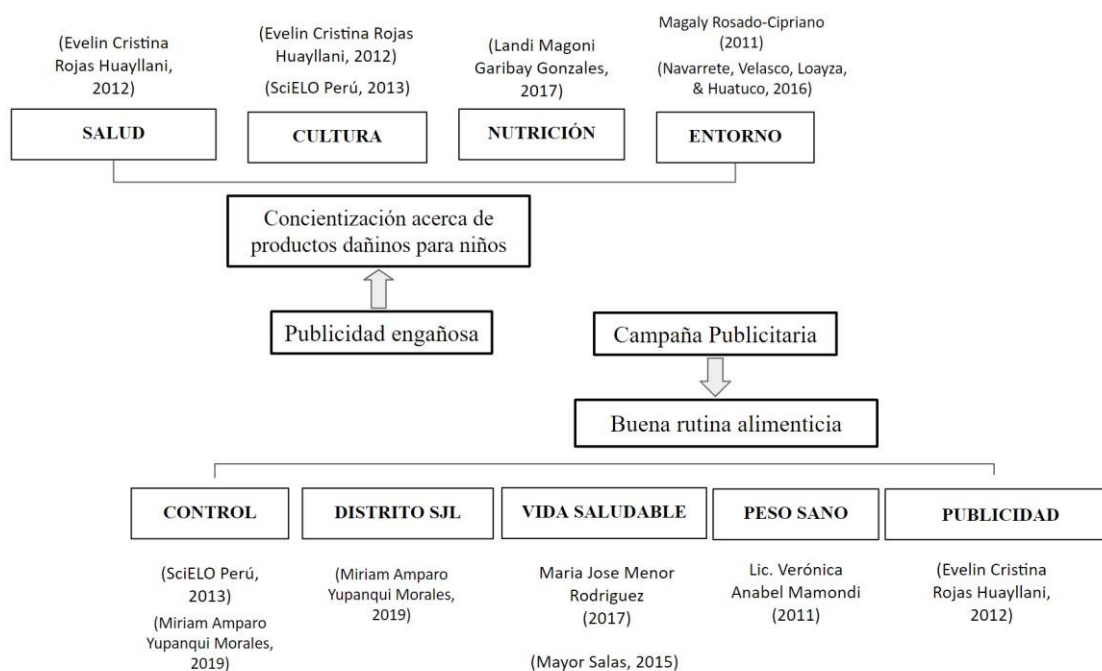 (Evelin Cristina
Rojas Huayllani,
2012)
(Evelin Cristina Rojas
Huayllani, 2012)
(SciELO Perú, 2013)
(Landi Magoni
Garibay Gonzales,
2017)
Magaly Rosado-Cipriano
(2011)
(Navarrete, Velasco, Loayza,
& Huatuco, 2016)
SALUD
CULTURA
NUTRICIÓN
ENTORNO
Concientización acerca de
productos dañinos para niños
Publicidad engañosa
Campaña Publicitaria
Buena rutina alimenticia
CONTROL
DISTRITO SJL
VIDA SALUDABLE
PESO SANO
PUBLICIDAD
(SciELO Perú,
2013)
(Miriam Amparo
Yupanqui Morales,
2019)
(Miriam Amparo
Yupanqui Morales,
2019)
Maria Jose Menor
Rodriguez
(2017)
(Mayor Salas, 2015)
Lic. Verónica
Anabel Mamondi
(2011)
(Evelin Cristina
Rojas Huayllani,
2012)